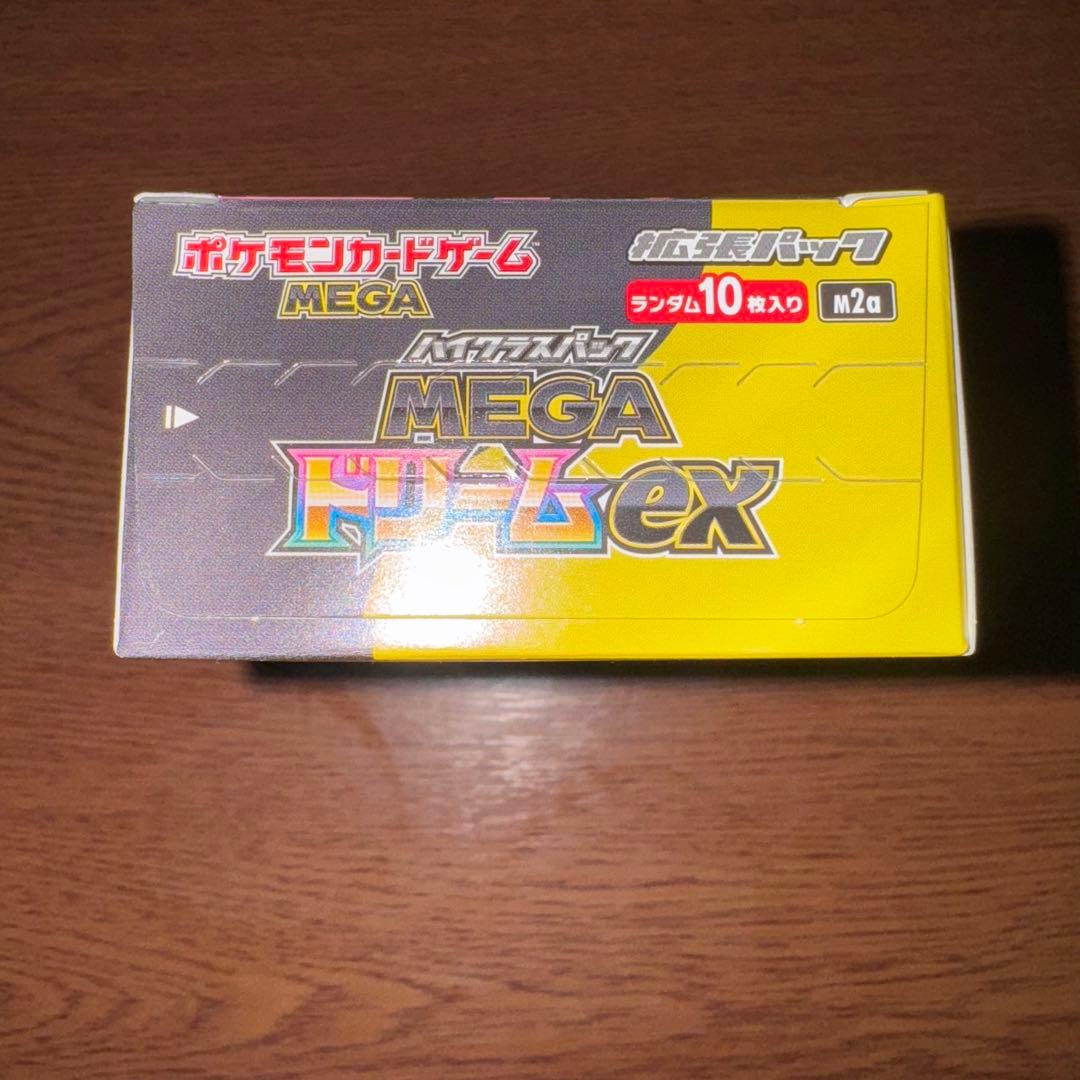 ポケモンカードゲーム™
MEGA
拡張パック
ランダム10枚入り
M2a
ハイクラスパック
MEGA
ドリームex